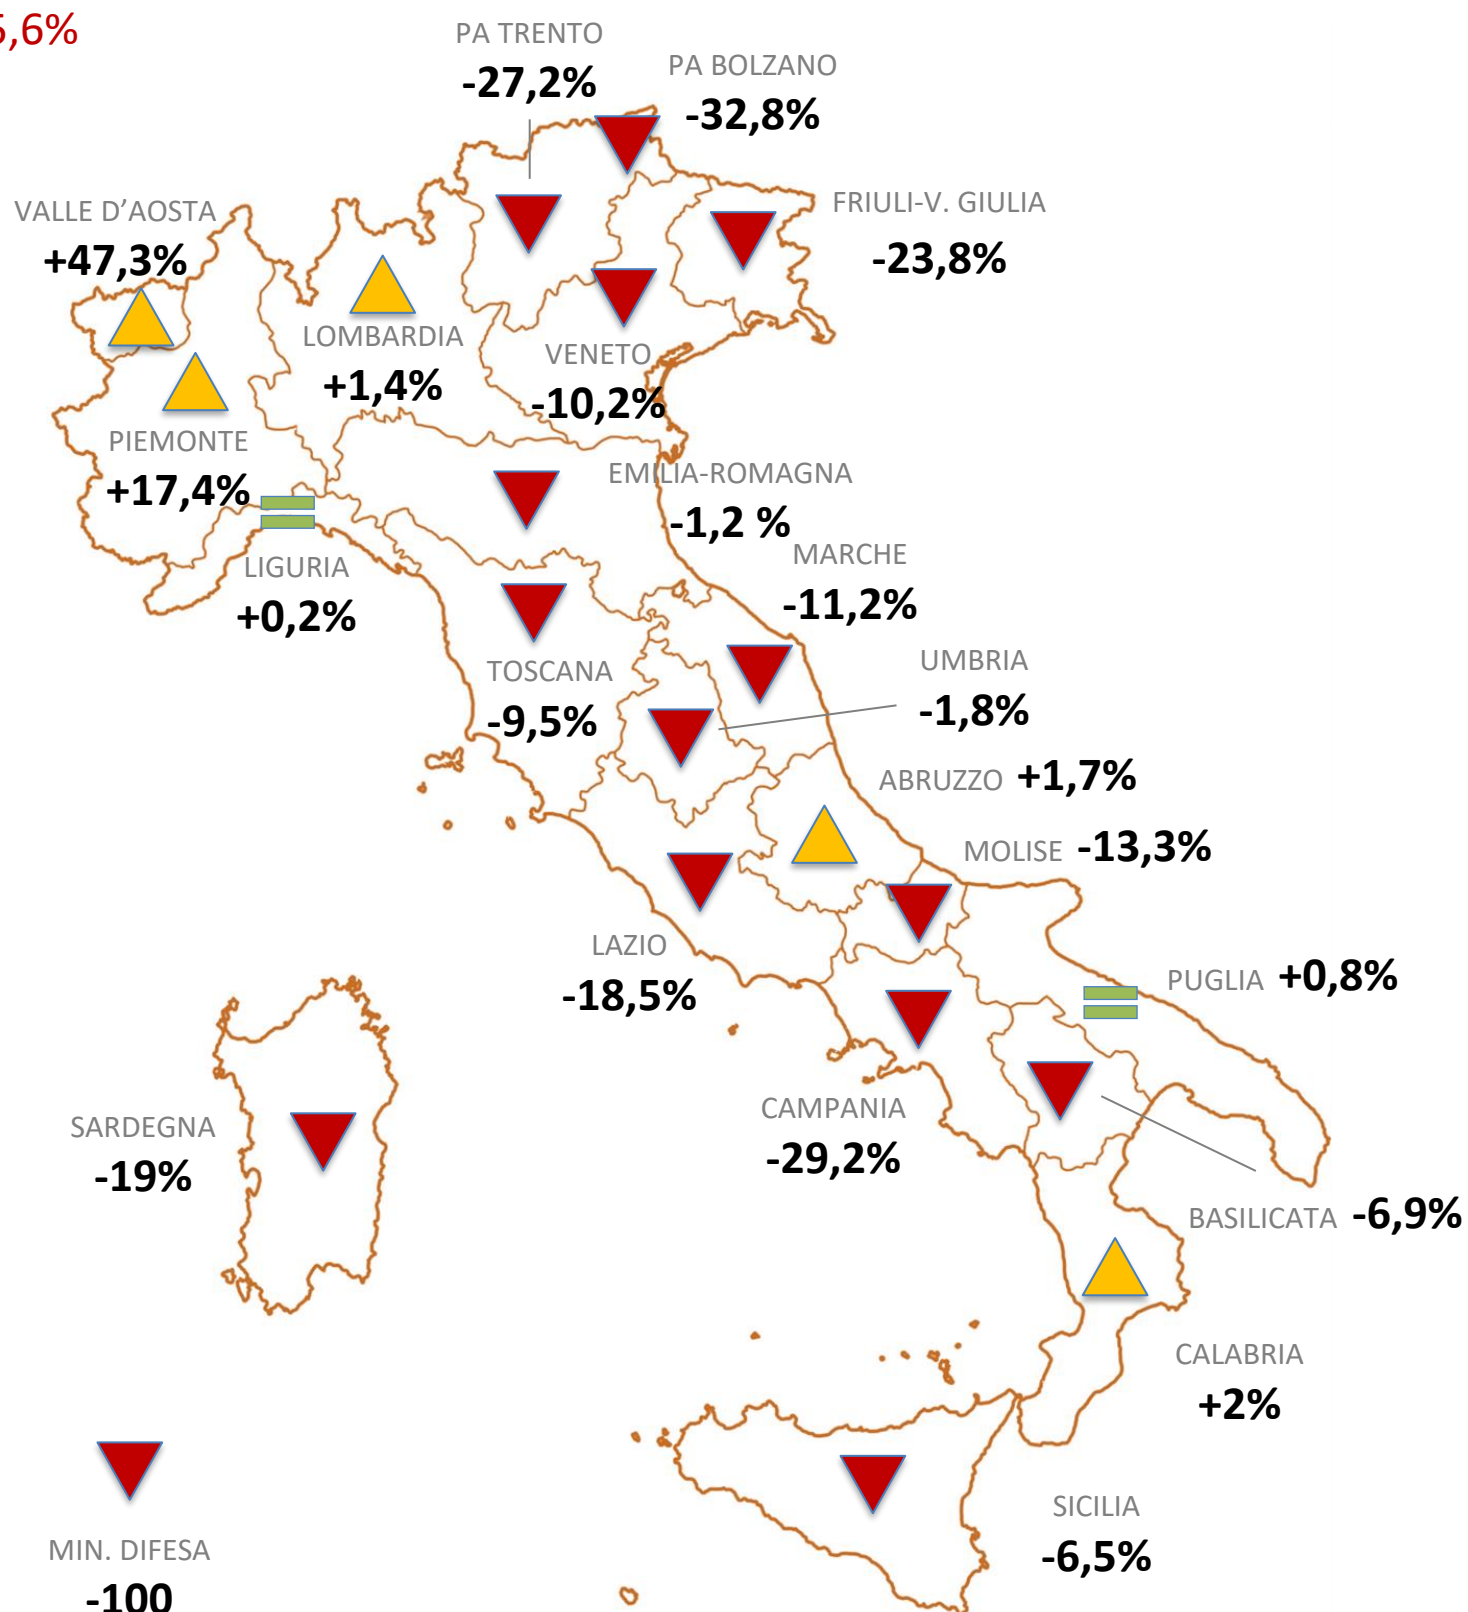 5,6%
PA TRENTO
-27,2%
PA BOLZANO
-32,8%
VALLE D’AOSTA
+47,3%
FRIULI-V. GIULIA
-23,8%
LOMBARDIA
+1,4%
VENETO
-10,2%
PIEMONTE
+17,4%
EMILIA-ROMAGNA
-1,2 %
LIGURIA
+0,2%
MARCHE
-11,2%
TOSCANA
-9,5%
UMBRIA
-1,8%
ABRUZZO +1,7%
MOLISE -13,3%
LAZIO
-18,5%
PUGLIA +0,8%
SARDEGNA
-19%
CAMPANIA
-29,2%
BASILICATA -6,9%
CALABRIA
+2%
SICILIA
-6,5%
MIN. DIFESA
-100